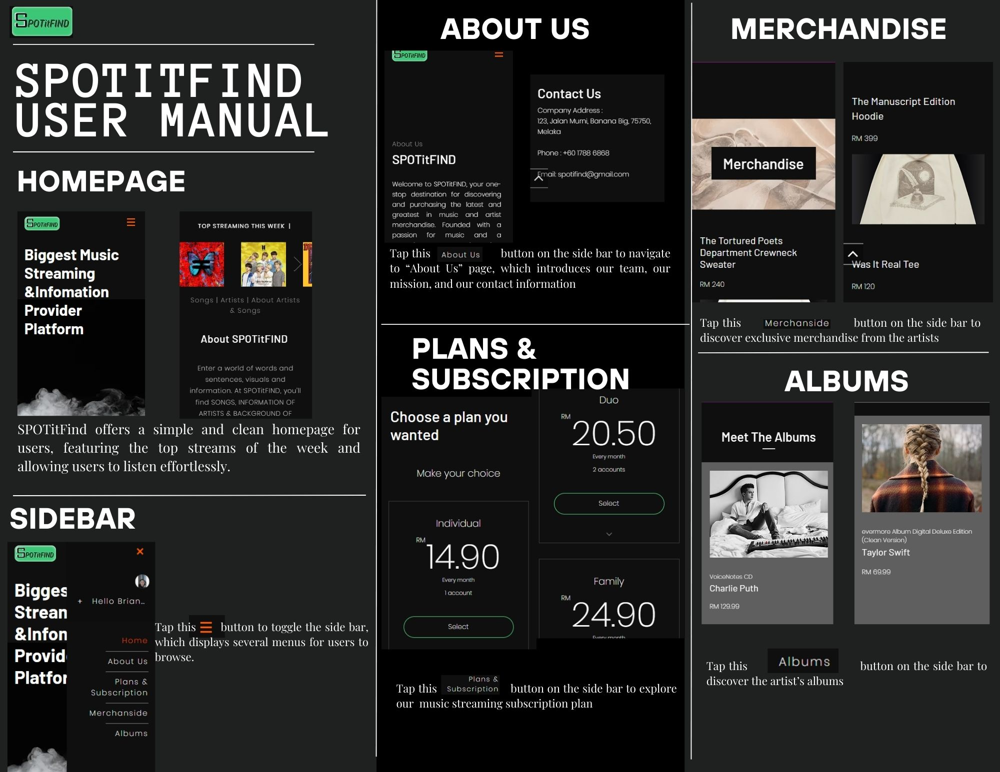 SPOTitFIND
SPOTITFIND
USER MANUAL
HOMEPAGE
SPOTitFIND
Biggest Music
Streaming
&Infomation
Provider
Platform
TOP STREAMING THIS WEEK |
Songs | Artists | About Artists
& Songs
About SPOTitFIND
Enter a world of words and
sentences, visuals and
information. At SPOTitFIND, you'll
find SONGS, INFORMATION OF
ARTISTS & BACKGROUND OF
SPOTitFind offers a simple and clean homepage for
users, featuring the top streams of the week and
allowing users to listen effortlessly.
SIDEBAR
SPOTitFIND
Bigges
Strean
&Infon
Provid
Platfor
+ Hello Brian...
Home
About Us
Plans &
Subscription
Merchanside
Albums
Tap this button to toggle the side bar,
which displays several menus for users to
browse.
ABOUT US
SPOTitFIND
About Us
SPOTitFIND
Welcome to SPOTitFIND, your one-
stop destination for discovering
and purchasing the latest and
greatest in music and artist
merchandise. Founded with a
passion for music and a
Contact Us
Company Address :
123, Jalan Murni, Banana Big, 75750,
Melaka
Phone : +60 1788 6868
Email: spotifind@gmail.com
Tap this About Us button on the side bar to navigate
to “About Us” page, which introduces our team, our
mission, and our contact information
PLANS &
SUBSCRIPTION
Choose a plan you
wanted
Make your choice
Individual
RM
14.90
Every month
1 account
Select
Duo
RM
20.50
Every month
2 accounts
Select
Family
RM
24.90
Every month
Tap this Plans & Subscription button on the side bar to explore
our music streaming subscription plan
MERCHANDISE
Merchandise
The Tortured Poets
Department Crewneck
Sweater
RM 240
The Manuscript Edition
Hoodie
RM 399
Was It Real Tee
RM 120
Tap this Merchanside button on the side bar to
discover exclusive merchandise from the artists
ALBUMS
Meet The Albums
VoiceNotes CD
Charlie Puth
RM 129.99
evermore Album Digital Deluxe Edition
(Clean Version)
Taylor Swift
RM 69.99
Tap this Albums button on the side bar to
discover the artist’s albums